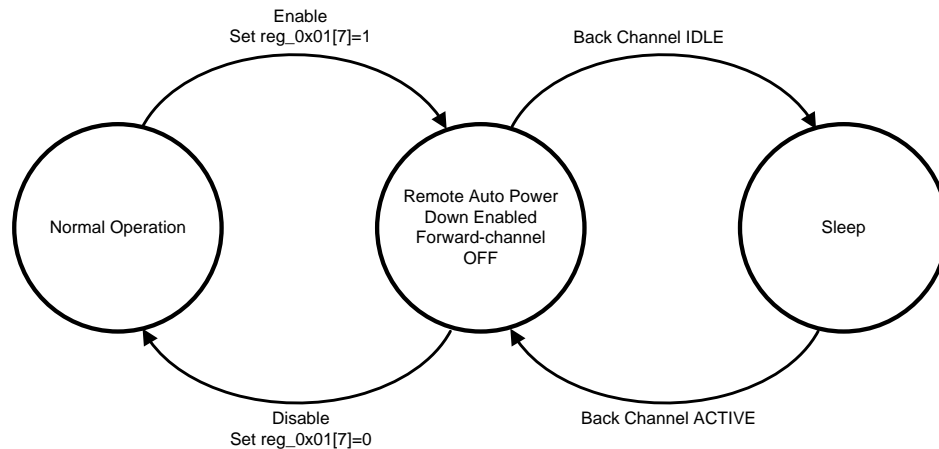 Enable
Set reg_0x01[7]=1
Back Channel IDLE
Normal Operation
Remote Auto Power
Down Enabled
Forward-channel
OFF
Sleep
Disable
Set reg_0x01[7]=0
Back Channel ACTIVE